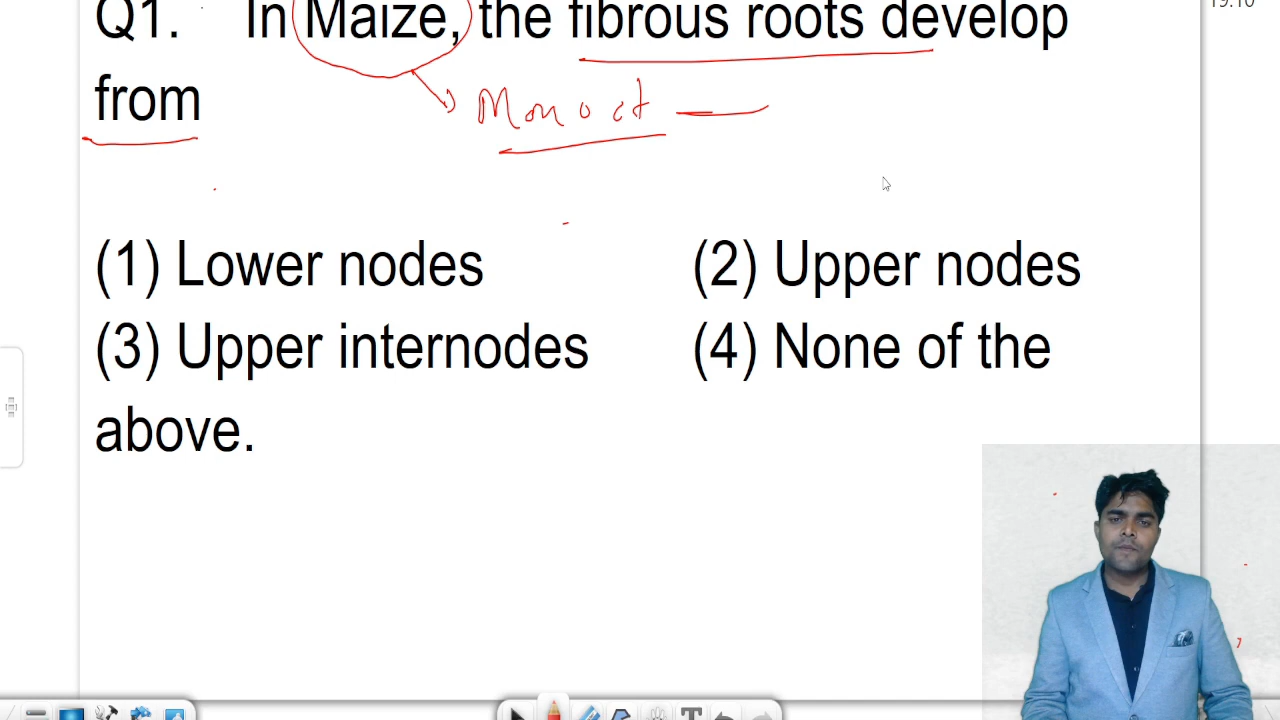 Q1. In Maize, the fibrous roots develop
from
Monoct
(1) Lower nodes (2) Upper nodes
(3) Upper internodes (4) None of the
above.